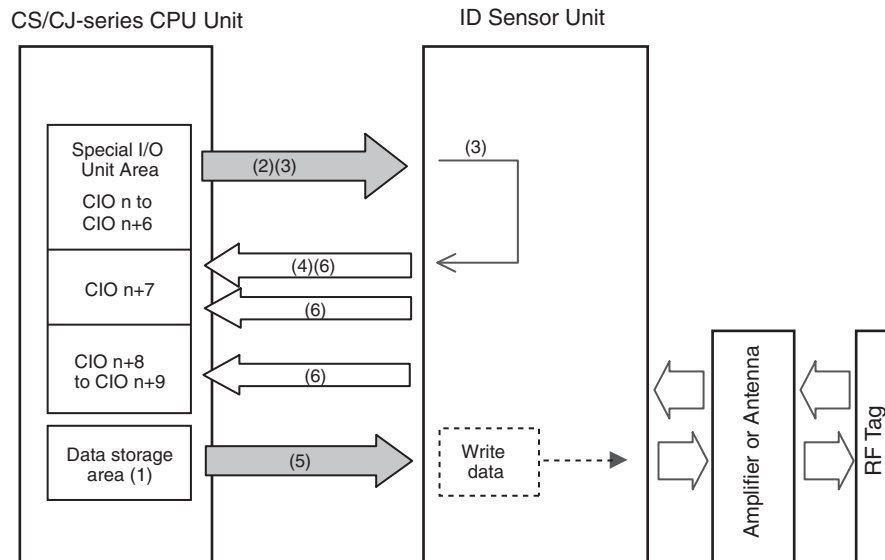 CS/CJ-series CPU Unit
ID Sensor Unit
Special I/O
Unit Area
CIO n to
CIO n+6
(2)(3)
(3)
(4)(6)
CIO n+7
(6)
CIO n+8
to CIO n+9
(6)
Data storage
area (1)
(5)
Write
data
Amplifier or Antenna
RF Tag